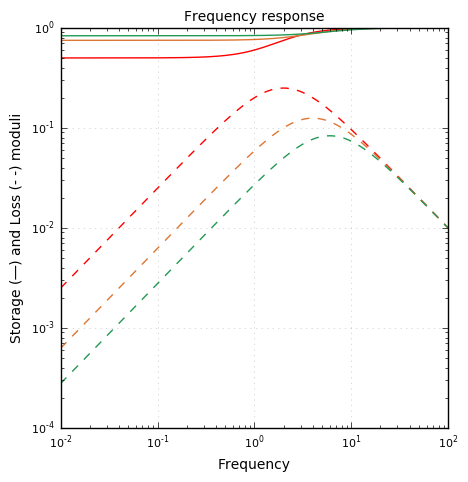 Frequency response
Storage (—) and Loss (- -) moduli
10^0
10^-1
10^-2
10^-3
10^-4
10^-2 10^-1 10^0 10^1 10^2
Frequency